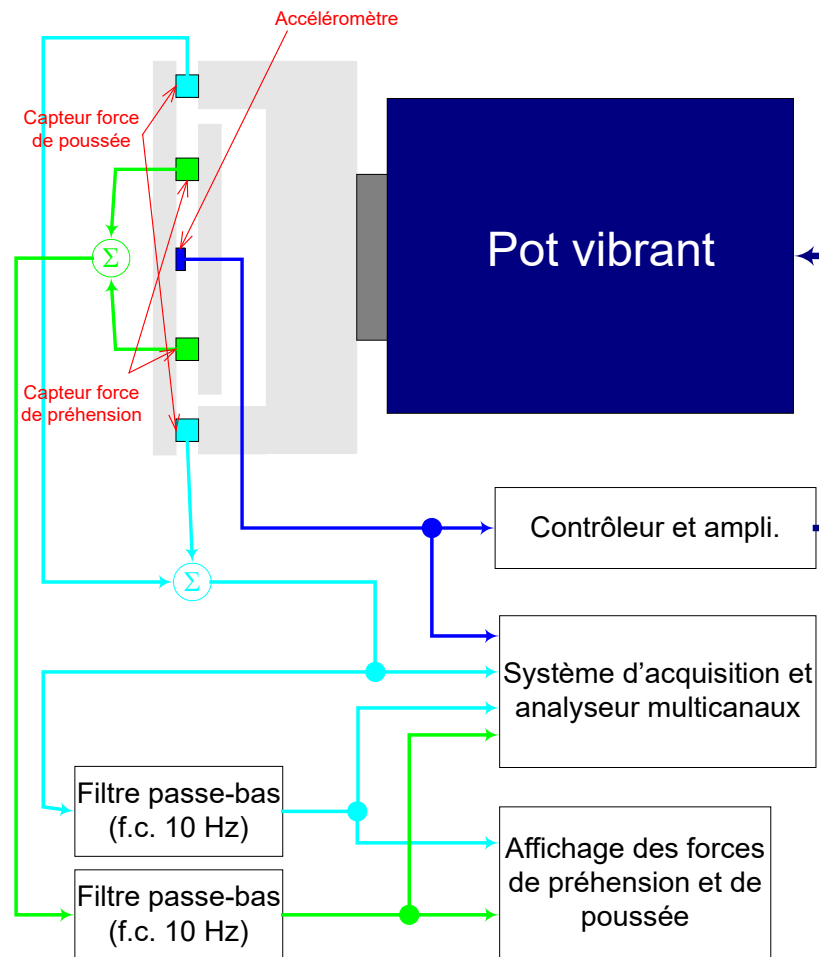 Accéléromètre
Capteur force
de poussée
Σ
Pot vibrant
Capteur force
de préhension
Contrôleur et ampli.
Σ
Système d'acquisition et
analyseur multicanaux
Filtre passe-bas
(f.c. 10 Hz)
Affichage des forces
de préhension et de
poussée
Filtre passe-bas
(f.c. 10 Hz)